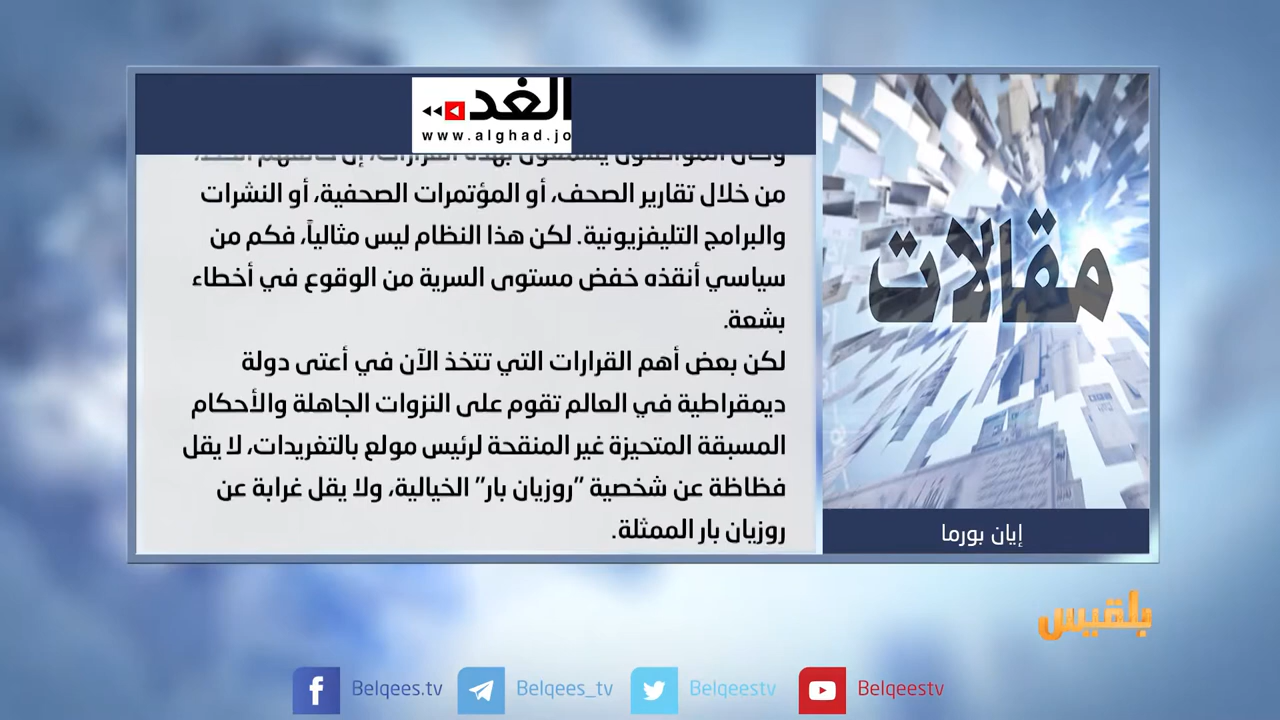 الغد
www.alghad.jo
من خلال تقارير الصحف، أو المؤتمرات الصحفية، أو النشرات
والبرامج التليفزيونية. لكن هذا النظام ليس مثالياً، فكم من
سياسي أنقذه خفض مستوى السرية من الوقوع في أخطاء
بشعة.
لكن بعض أهم القرارات التي تتخذ الآن في أعتى دولة
ديمقراطية في العالم تقوم على النزوات الجاهلة والأحكام
المسبقة المتحيزة غير المنقحة لرئيس مولع بالتغريدات، لا يقل
فظاظة عن شخصية "روزيان بار" الخيالية، ولا يقل غرابة عن
روزيان بار الممثلة.
مقالات
إيان بورما
بلقيس
Belqees.tv
Belqees_tv
Belqeestv
Belqeestv